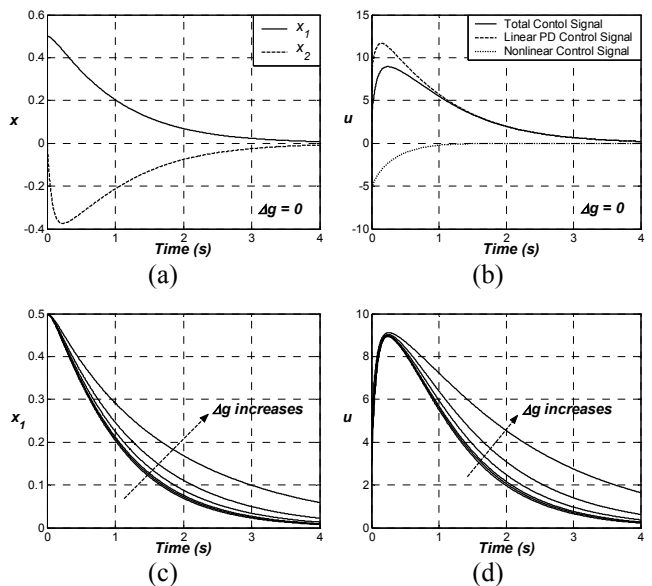 0.6
0.4
0.2
0
-0.2
-0.4
x
x_1
x_2
Δg = 0
0 1 2 3 4
Time (s)
(a)
15
10
5
0
-5
-10
u
Total Contol Signal
Linear PD Control Signal
Nonlinear Control Signal
Δg = 0
0 1 2 3 4
Time (s)
(b)
0.5
0.4
0.3
0.2
0.1
0
x_1
Δg increases
0 1 2 3 4
Time (s)
(c)
10
8
6
4
2
0
u
Δg increases
0 1 2 3 4
Time (s)
(d)